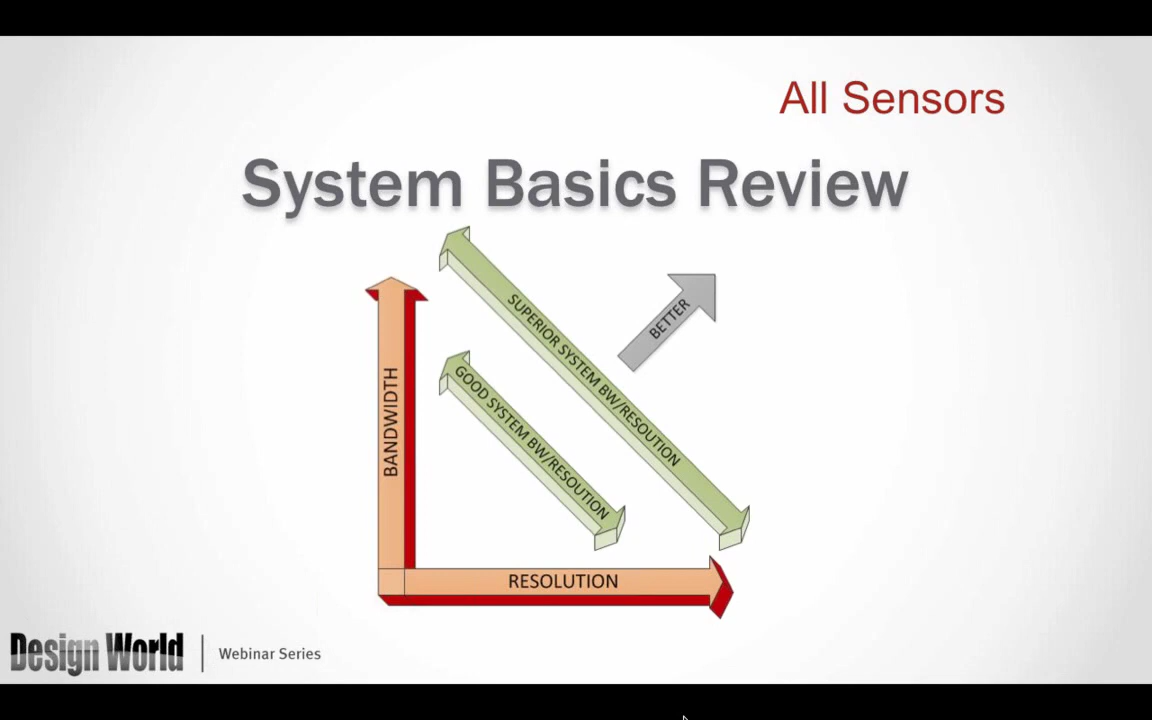 All Sensors
System Basics Review
BETTER
SUPERIOR SYSTEM BW/RESOUTION
GOOD SYSTEM BW/RESOUTION
BANDWIDTH
RESOLUTION
Design World
Webinar Series